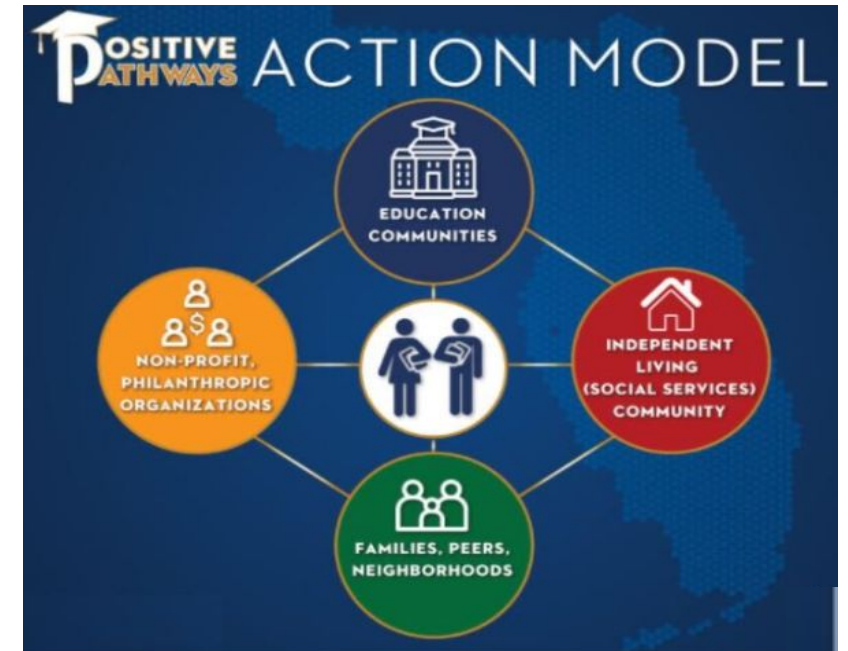 POSITIVE PATHWAYS ACTION MODEL
EDUCATION
COMMUNITIES
$
NON-PROFIT,
PHILANTHROPIC
ORGANIZATIONS
INDEPENDENT
LIVING
(SOCIAL SERVICES)
COMMUNITY
FAMILIES, PEERS,
NEIGHBORHOODS